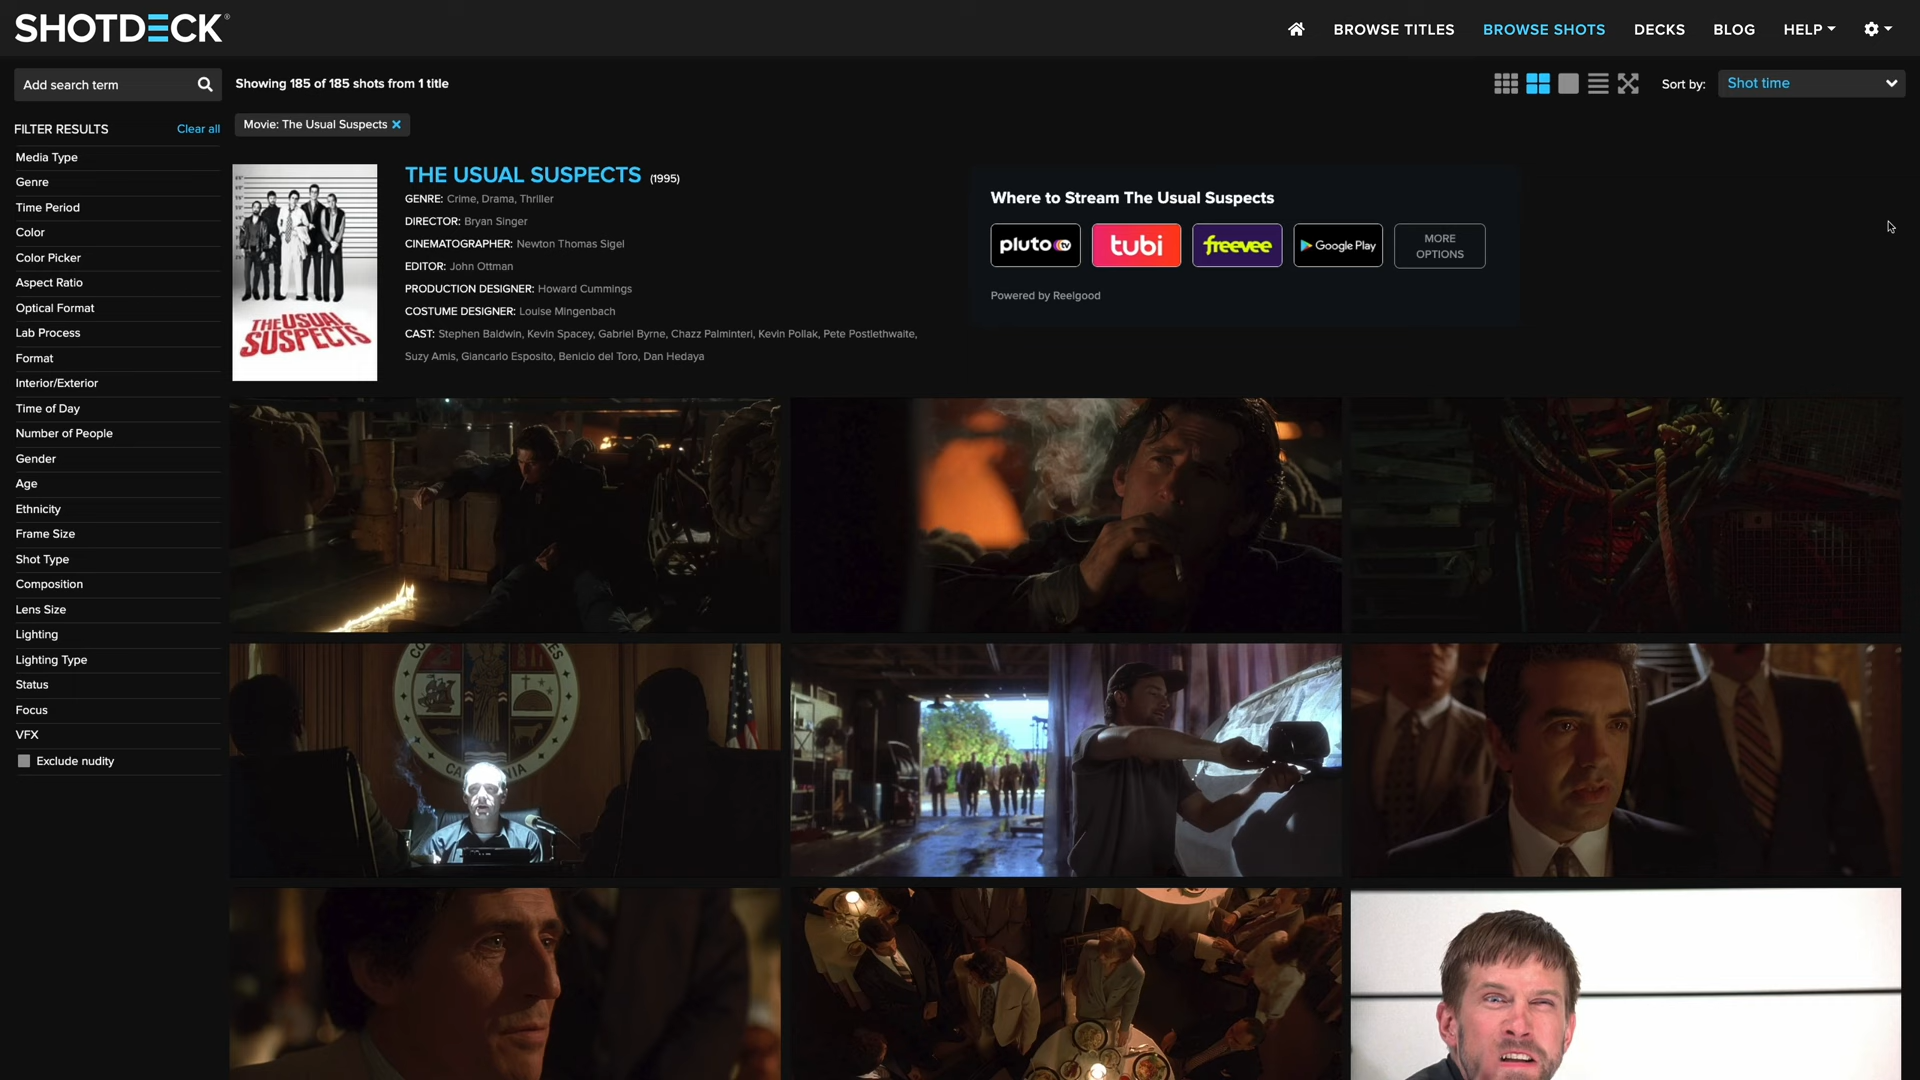 SHOTDECK®
BROWSE TITLES
BROWSE SHOTS
DECKS
BLOG
HELP
Add search term
Showing 185 of 185 shots from 1 title
Sort by:
Shot time
FILTER RESULTS
Clear all
Movie: The Usual Suspects ×
Media Type
Genre
Time Period
Color
Color Picker
Aspect Ratio
Optical Format
Lab Process
Format
Interior/Exterior
Time of Day
Number of People
Gender
Age
Ethnicity
Frame Size
Shot Type
Composition
Lens Size
Lighting
Lighting Type
Status
Focus
VFX
Exclude nudity
THE USUAL
SUSPECTS
THE USUAL SUSPECTS (1995)
GENRE: Crime, Drama, Thriller
DIRECTOR: Bryan Singer
CINEMATOGRAPHER: Newton Thomas Sigel
EDITOR: John Ottman
PRODUCTION DESIGNER: Howard Cummings
COSTUME DESIGNER: Louise Mingenbach
CAST: Stephen Baldwin, Kevin Spacey, Gabriel Byrne, Chazz Palminteri, Kevin Pollak, Pete Postlethwaite,
Suzy Amis, Giancarlo Esposito, Benicio del Toro, Dan Hedaya
Where to Stream The Usual Suspects
pluto tv
tubi
freevee
Google Play
MORE
OPTIONS
Powered by Reelgood